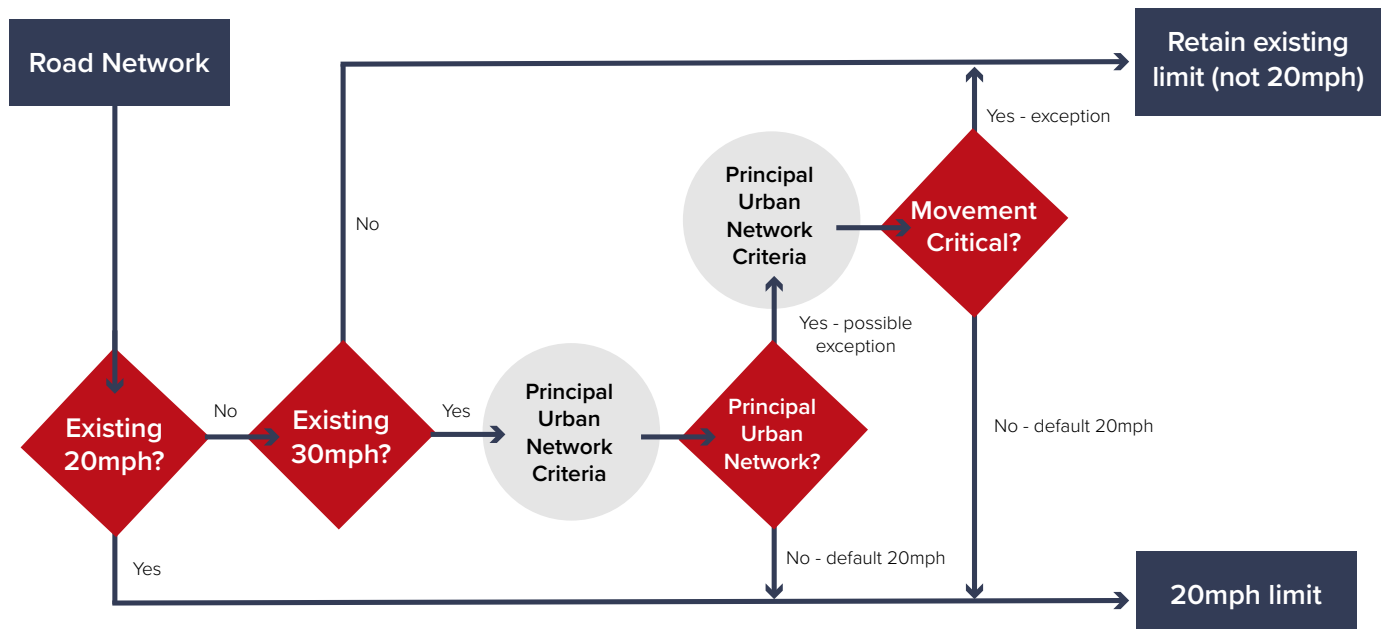 Road Network
Retain existing
limit (not 20mph)
Yes - exception
Principal
Urban
Network
Criteria
Movement
Critical?
No
Yes - possible
exception
Existing
20mph?
No
Existing
30mph?
Yes
Principal
Urban
Network
Criteria
Principal
Urban
Network?
No - default 20mph
No - default 20mph
Yes
20mph limit